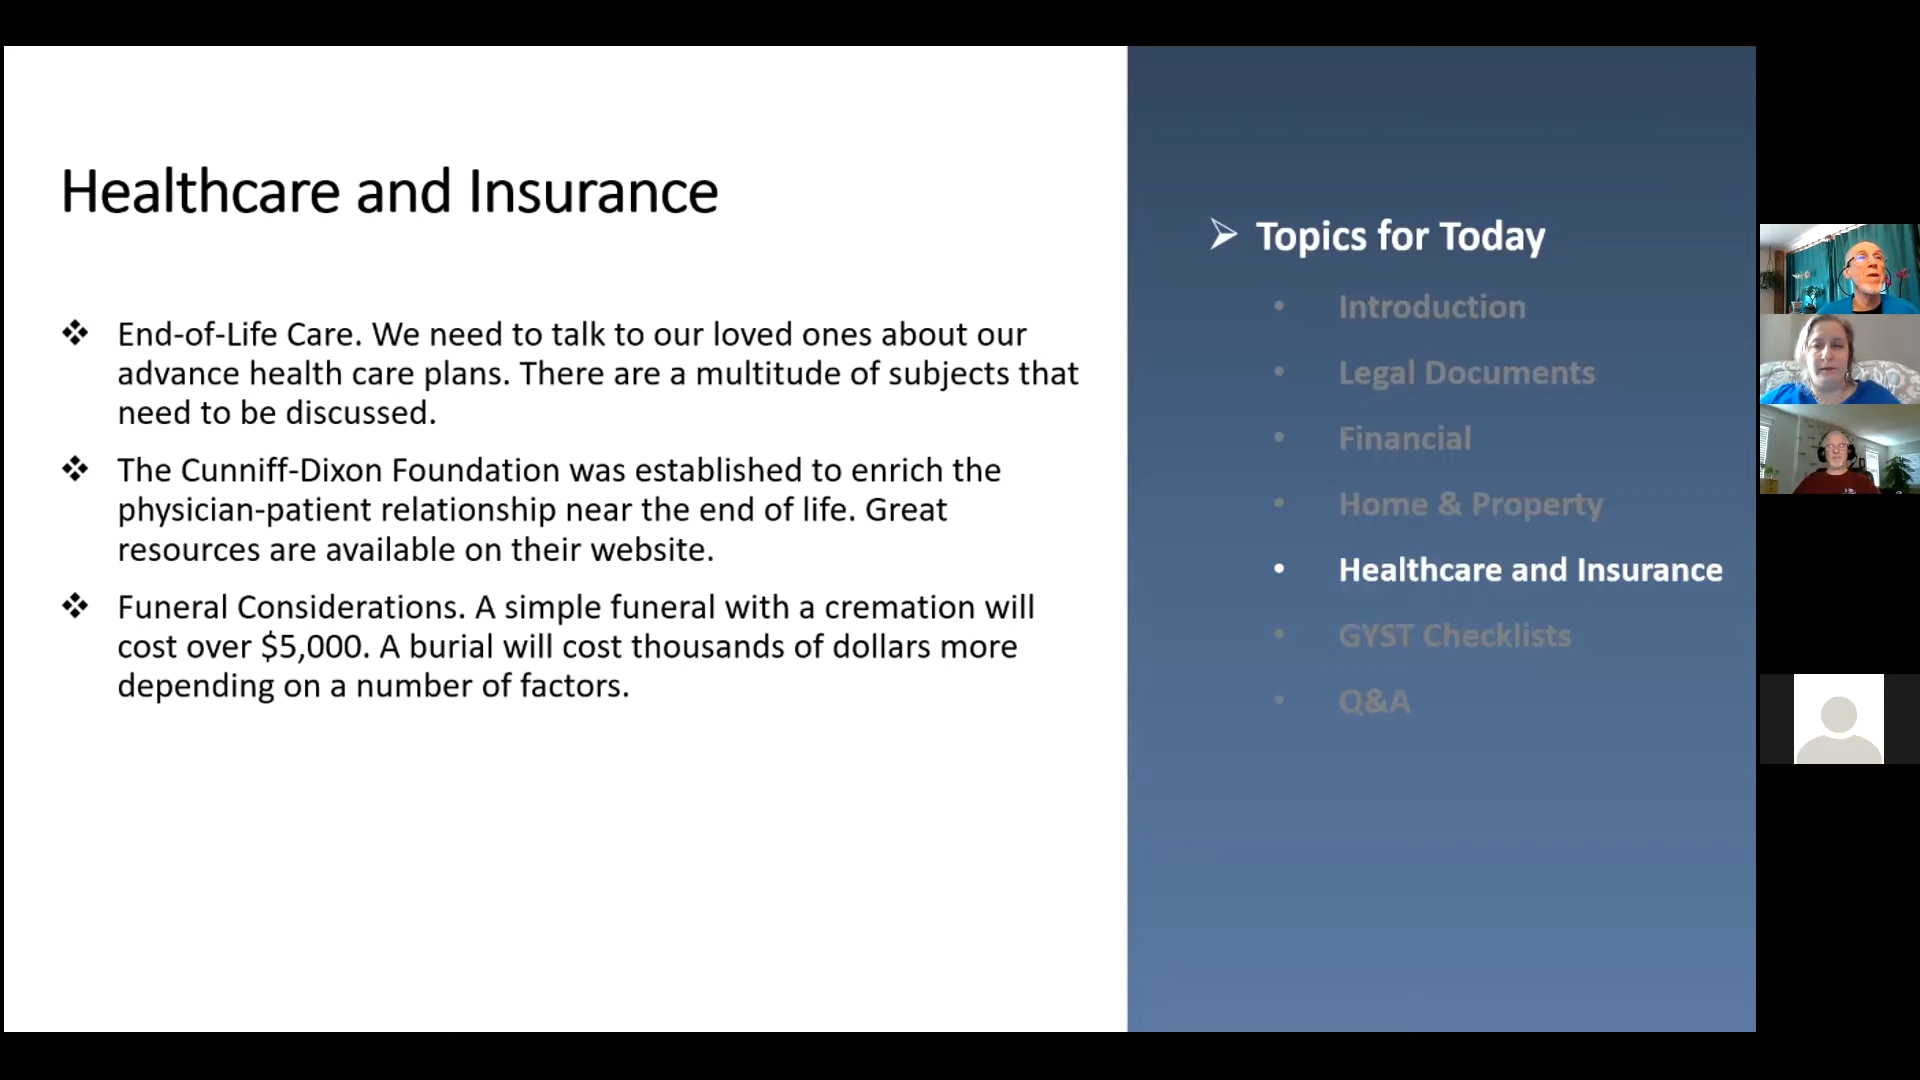 Healthcare and Insurance
❖ End-of-Life Care. We need to talk to our loved ones about our
advance health care plans. There are a multitude of subjects that
need to be discussed.
❖ The Cunniff-Dixon Foundation was established to enrich the
physician-patient relationship near the end of life. Great
resources are available on their website.
❖ Funeral Considerations. A simple funeral with a cremation will
cost over $5,000. A burial will cost thousands of dollars more
depending on a number of factors.
➢ Topics for Today
• Introduction
• Legal Documents
• Financial
• Home & Property
• Healthcare and Insurance
• GYST Checklists
• Q&A